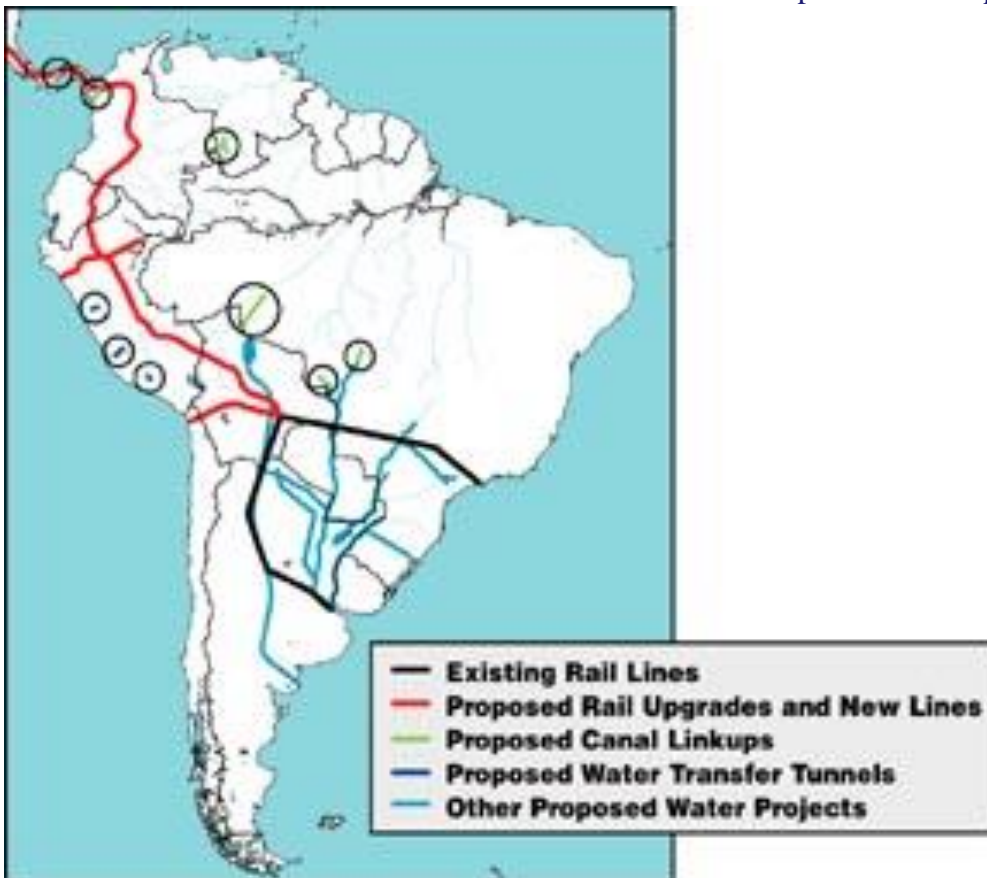 Existing Rail Lines
Proposed Rail Upgrades and New Lines
Proposed Canal Linkups
Proposed Water Transfer Tunnels
Other Proposed Water Projects